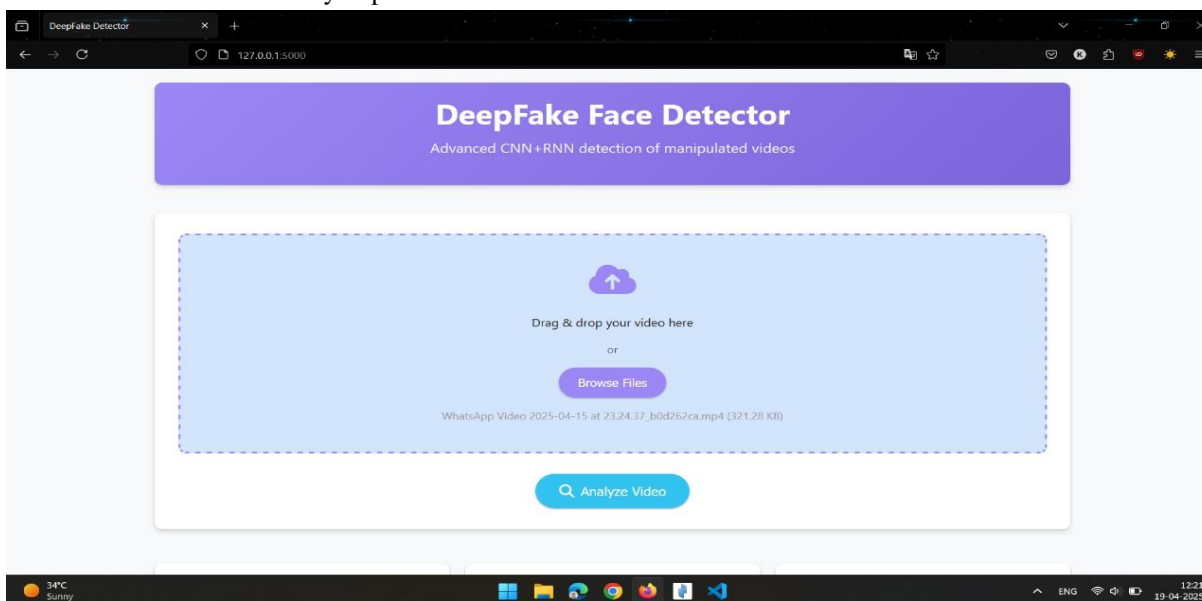 DeepFake Detector
127.0.0.1:5000
DeepFake Face Detector
Advanced CNN+RNN detection of manipulated videos
Drag & drop your video here
or
Browse Files
WhatsApp Video 2025-04-15 at 23.24.37_b0d262ca.mp4 (321.28 KB)
Analyze Video
34°C
Sunny
ENG
12:21
19-04-2025